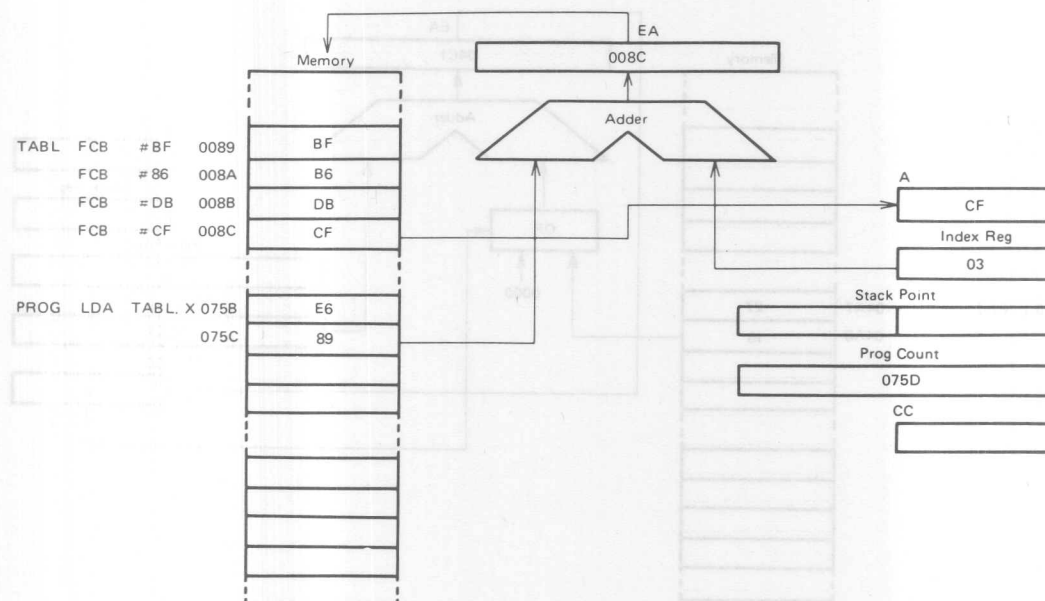 EA
008C
Memory
Adder
TABL FCB #BF 0089 BF
FCB #86 008A B6
FCB #DB 008B DB
FCB #CF 008C CF
A
CF
Index Reg
03
PROG LDA TABL, X 075B E6
075C 89
Stack Point
Prog Count
075D
CC